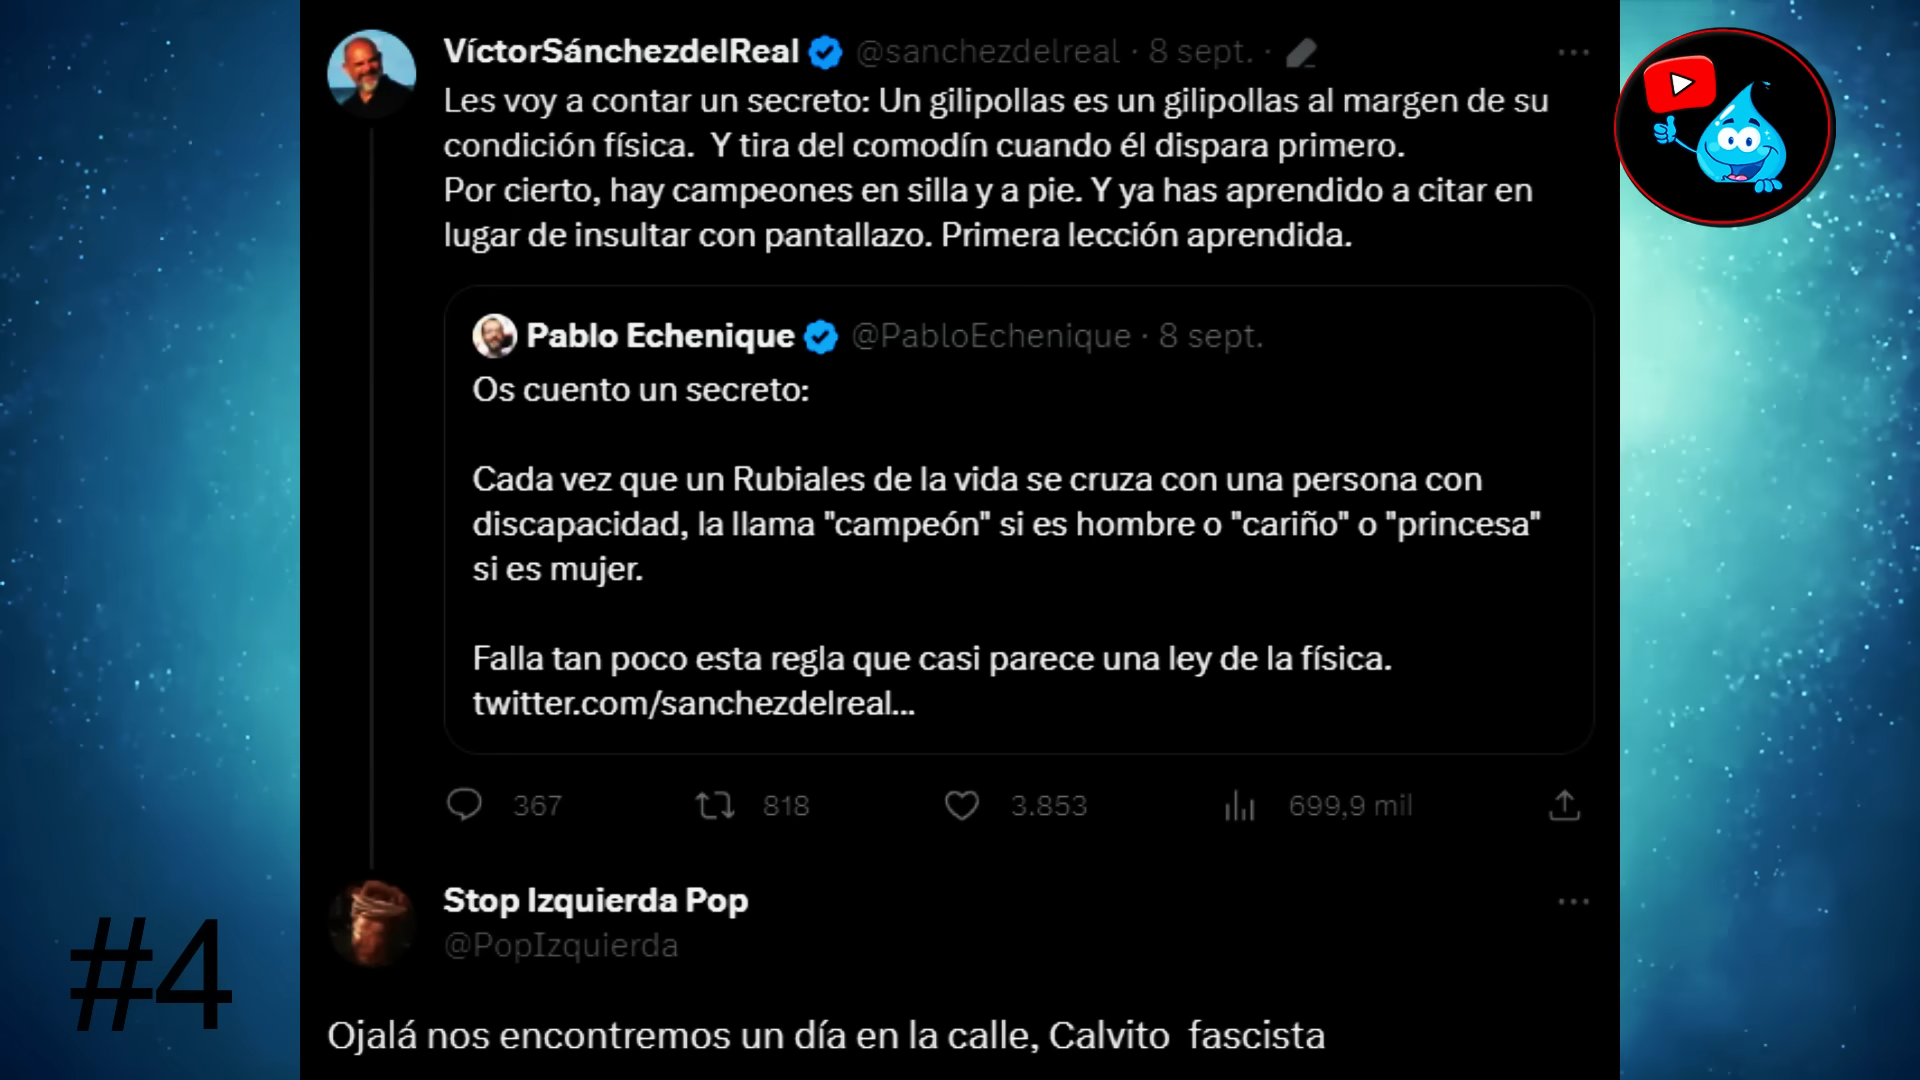 VíctorSánchezdelReal @sanchezdelreal · 8 sept. ·
Les voy a contar un secreto: Un gilipollas es un gilipollas al margen de su
condición física.  Y tira del comodín cuando él dispara primero.
Por cierto, hay campeones en silla y a pie. Y ya has aprendido a citar en
lugar de insultar con pantallazo. Primera lección aprendida.
Pablo Echenique @PabloEchenique · 8 sept.
Os cuento un secreto:
Cada vez que un Rubiales de la vida se cruza con una persona con
discapacidad, la llama "campeón" si es hombre o "cariño" o "princesa"
si es mujer.
Falla tan poco esta regla que casi parece una ley de la física.
twitter.com/sanchezdelreal...
367 818 3.853 699,9 mil
Stop Izquierda Pop
@PopIzquierda
Ojalá nos encontremos un día en la calle, Calvito  fascista
#4